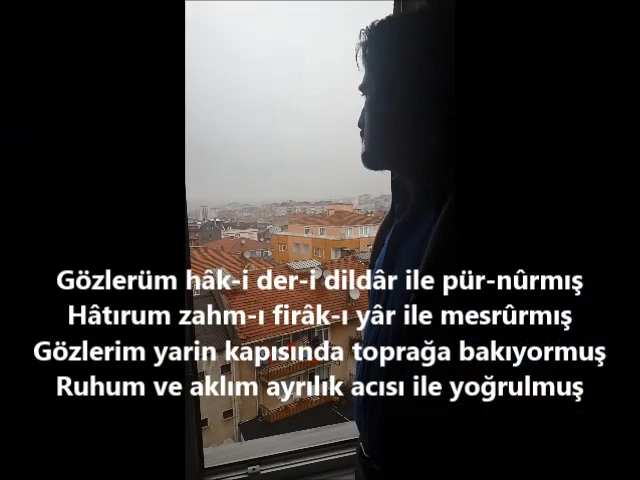 Gözlerüm hâk-i der-i dildâr ile pür-nûrmış
Hâtırum zahm-ı firâk-ı yâr ile mesrûrmış
Gözlerim yarin kapısında toprağa bakıyormuş
Ruhum ve aklım ayrılık acısı ile yoğrulmuş